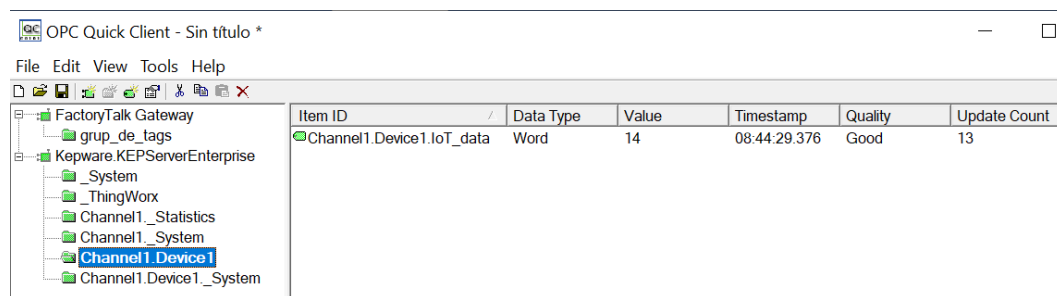 OPC Quick Client - Sin título *
File Edit View Tools Help
FactoryTalk Gateway
grup_de_tags
Kepware.KEPServerEnterprise
_System
_ThingWorx
Channel1._Statistics
Channel1._System
Channel1.Device1
Channel1.Device1._System
Item ID Data Type Value Timestamp Quality Update Count
Channel1.Device1.IoT_data Word 14 08:44:29.376 Good 13